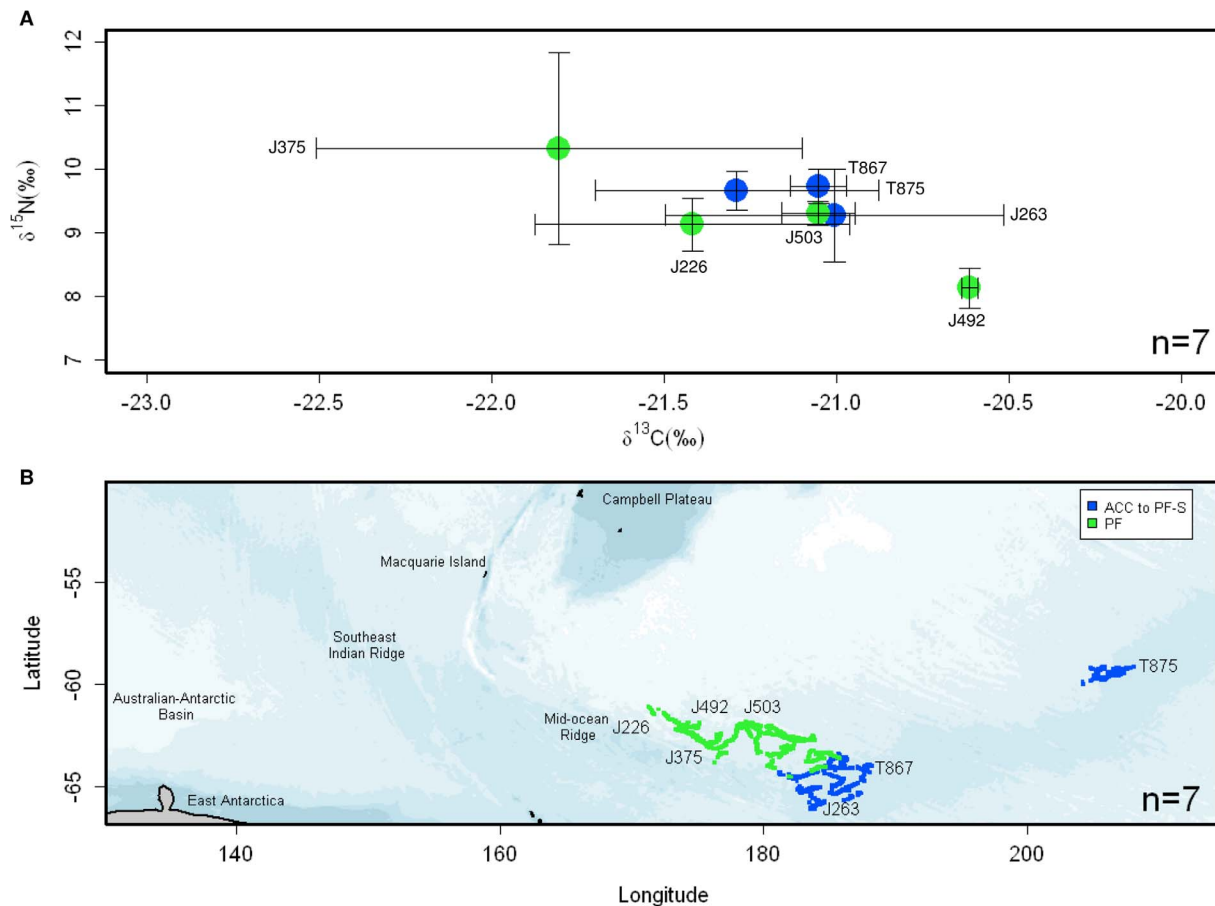 A
δ15N(‰)
12
11
10
9
8
7
J375
T867
T875
J263
J503
J226
J492
n=7
-23.0 -22.5 -22.0 -21.5 -21.0 -20.5 -20.0
δ13C(‰)
B
Latitude
-55
-60
-65
Campbell Plateau
ACC to PF-S
PF
Macquarie Island
Southeast
Indian Ridge
Australian-Antarctic
Basin
Mid-ocean
Ridge
J226
J492
J503
J375
T875
T867
J263
East Antarctica
n=7
140 160 180 200
Longitude